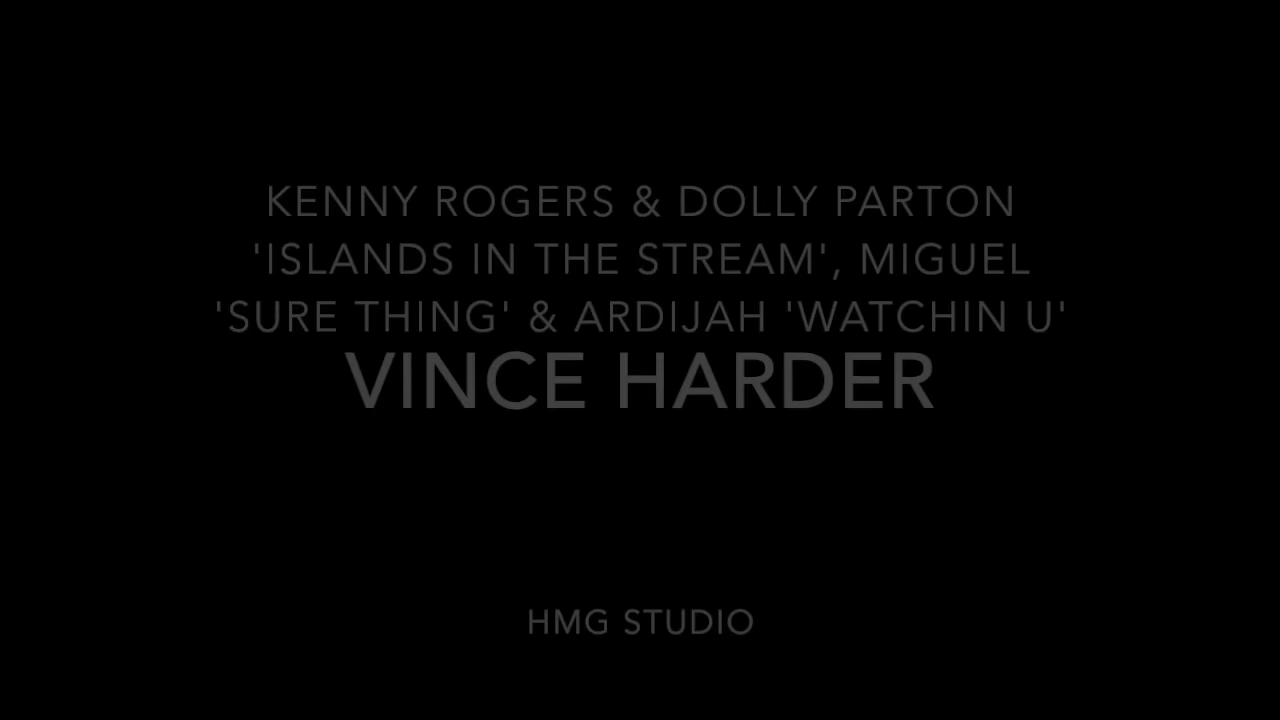 KENNY ROGERS & DOLLY PARTON
'ISLANDS IN THE STREAM', MIGUEL
'SURE THING' & ARDIJAH 'WATCHIN U'
VINCE HARDER
HMG STUDIO